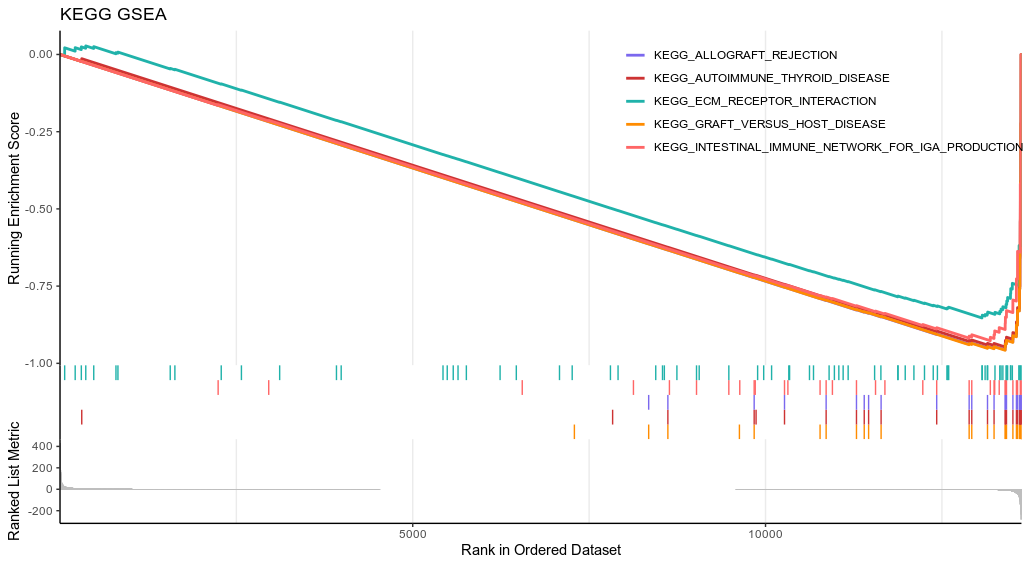 KEGG GSEA
Running Enrichment Score
0.00
-0.25
-0.50
-0.75
-1.00
KEGG_ALLOGRAFT_REJECTION
KEGG_AUTOIMMUNE_THYROID_DISEASE
KEGG_ECM_RECEPTOR_INTERACTION
KEGG_GRAFT_VERSUS_HOST_DISEASE
KEGG_INTESTINAL_IMMUNE_NETWORK_FOR_IGA_PRODUCTION
Ranked List Metric
400
200
0
-200
5000
10000
Rank in Ordered Dataset